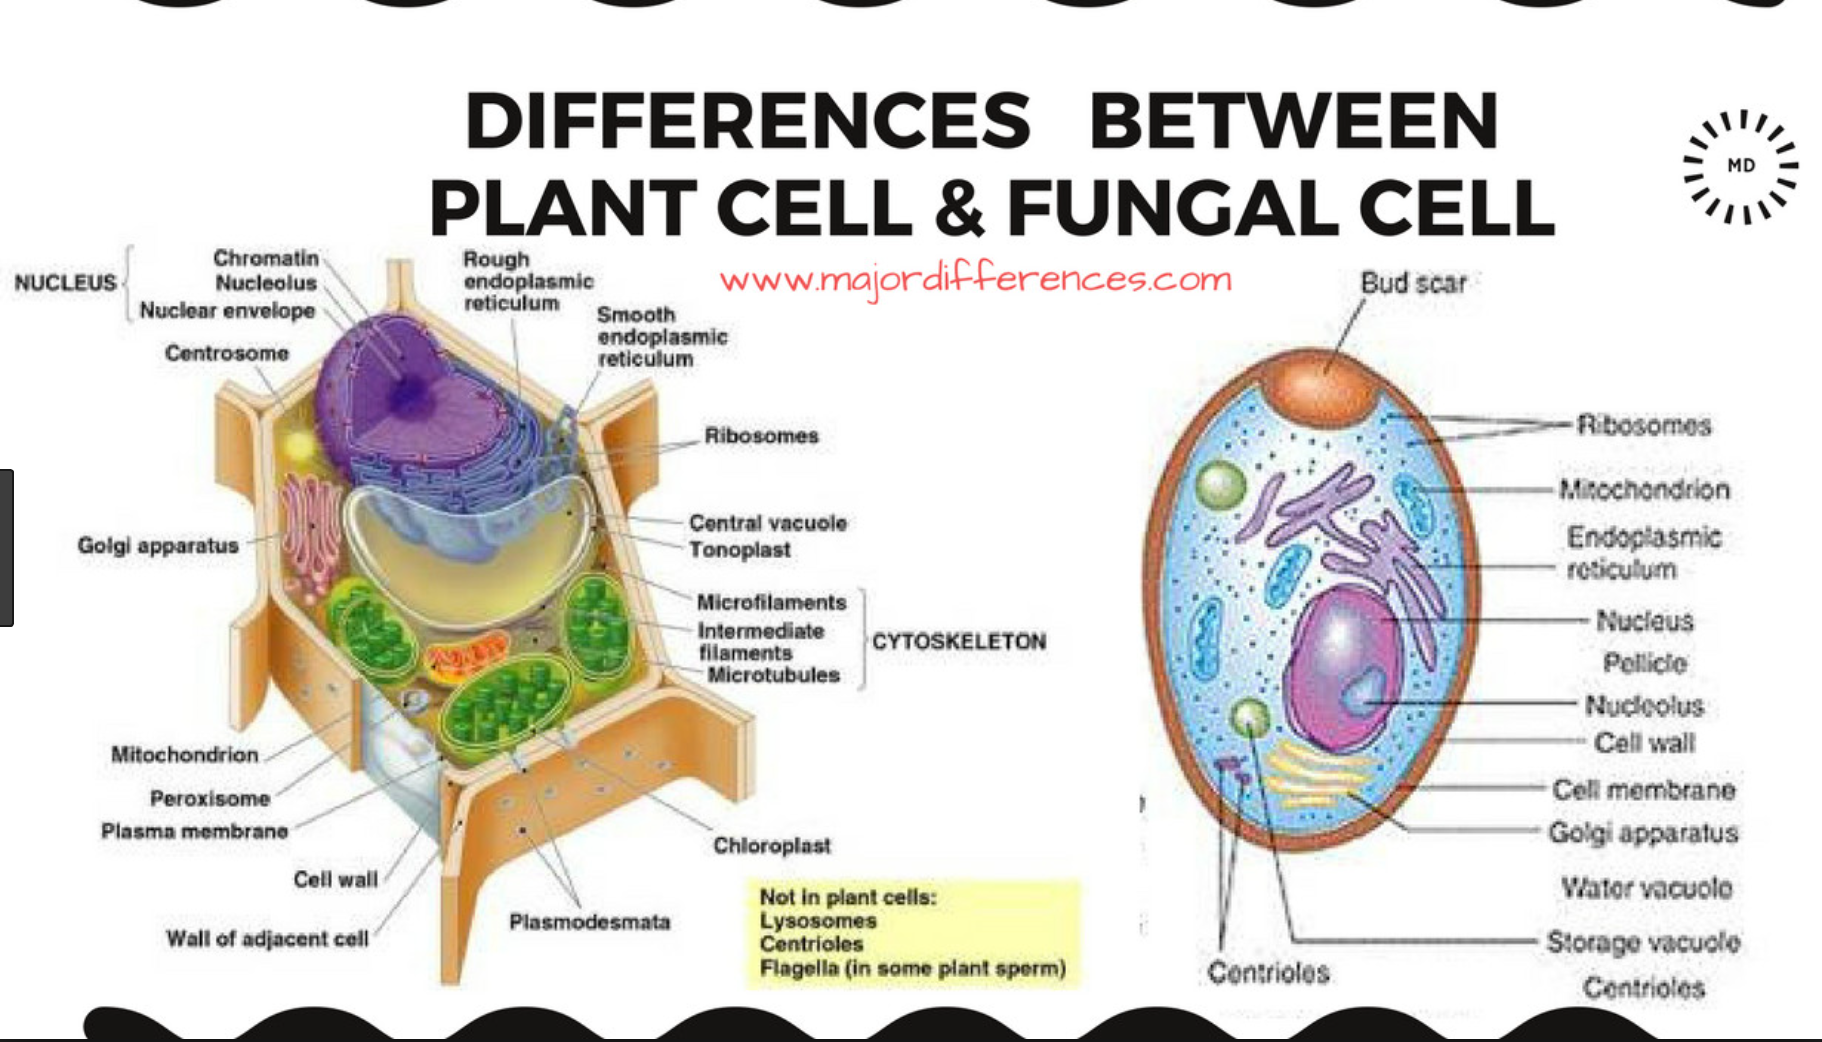 DIFFERENCES BETWEEN
PLANT CELL & FUNGAL CELL
MD
www.majordifferences.com
NUCLEUS
Chromatin
Nucleolus
Nuclear envelope
Centrosome
Rough
endoplasmic
reticulum
Smooth
endoplasmic
reticulum
Ribosomes
Golgi apparatus
Central vacuole
Tonoplast
Microfilaments
Intermediate
filaments
Microtubules
CYTOSKELETON
Mitochondrion
Peroxisome
Plasma membrane
Cell wall
Wall of adjacent cell
Chloroplast
Plasmodesmata
Not in plant cells:
Lysosomes
Centrioles
Flagella (in some plant sperm)
Bud scar
Ribosomes
Mitochondrion
Endoplasmic
reticulum
Nucleus
Pellicle
Nucleolus
Cell wall
Cell membrane
Golgi apparatus
Water vacuole
Storage vacuole
Centrioles
Centrioles